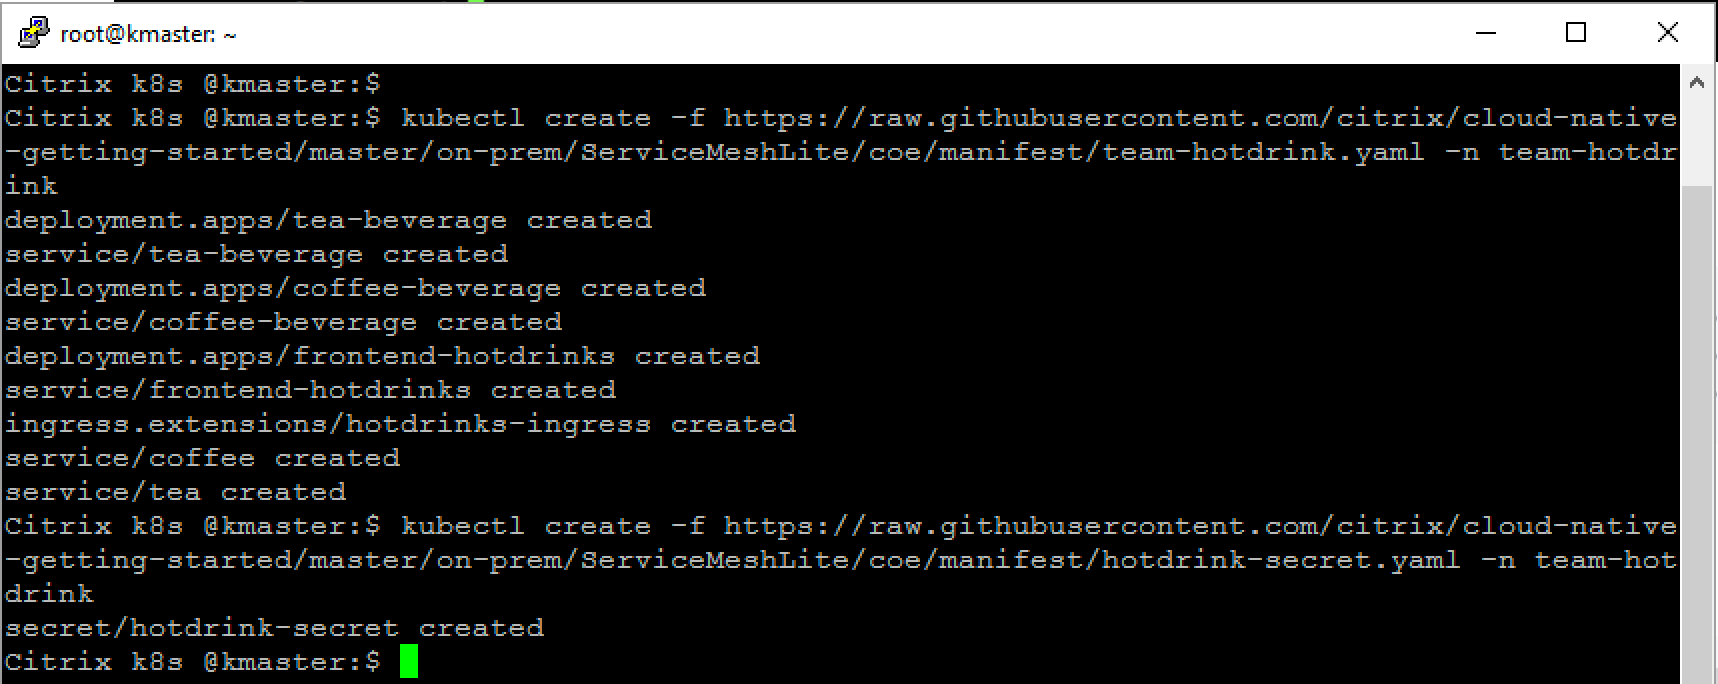 root@kmaster: ~
Citrix k8s @kmaster:$
Citrix k8s @kmaster:$ kubectl create -f https://raw.githubusercontent.com/citrix/cloud-native
-getting-started/master/on-prem/ServiceMeshLite/coe/manifest/team-hotdrink.yaml -n team-hotdr
ink
deployment.apps/tea-beverage created
service/tea-beverage created
deployment.apps/coffee-beverage created
service/coffee-beverage created
deployment.apps/frontend-hotdrinks created
service/frontend-hotdrinks created
ingress.extensions/hotdrinks-ingress created
service/coffee created
service/tea created
Citrix k8s @kmaster:$ kubectl create -f https://raw.githubusercontent.com/citrix/cloud-native
-getting-started/master/on-prem/ServiceMeshLite/coe/manifest/hotdrink-secret.yaml -n team-hot
drink
secret/hotdrink-secret created
Citrix k8s @kmaster:$